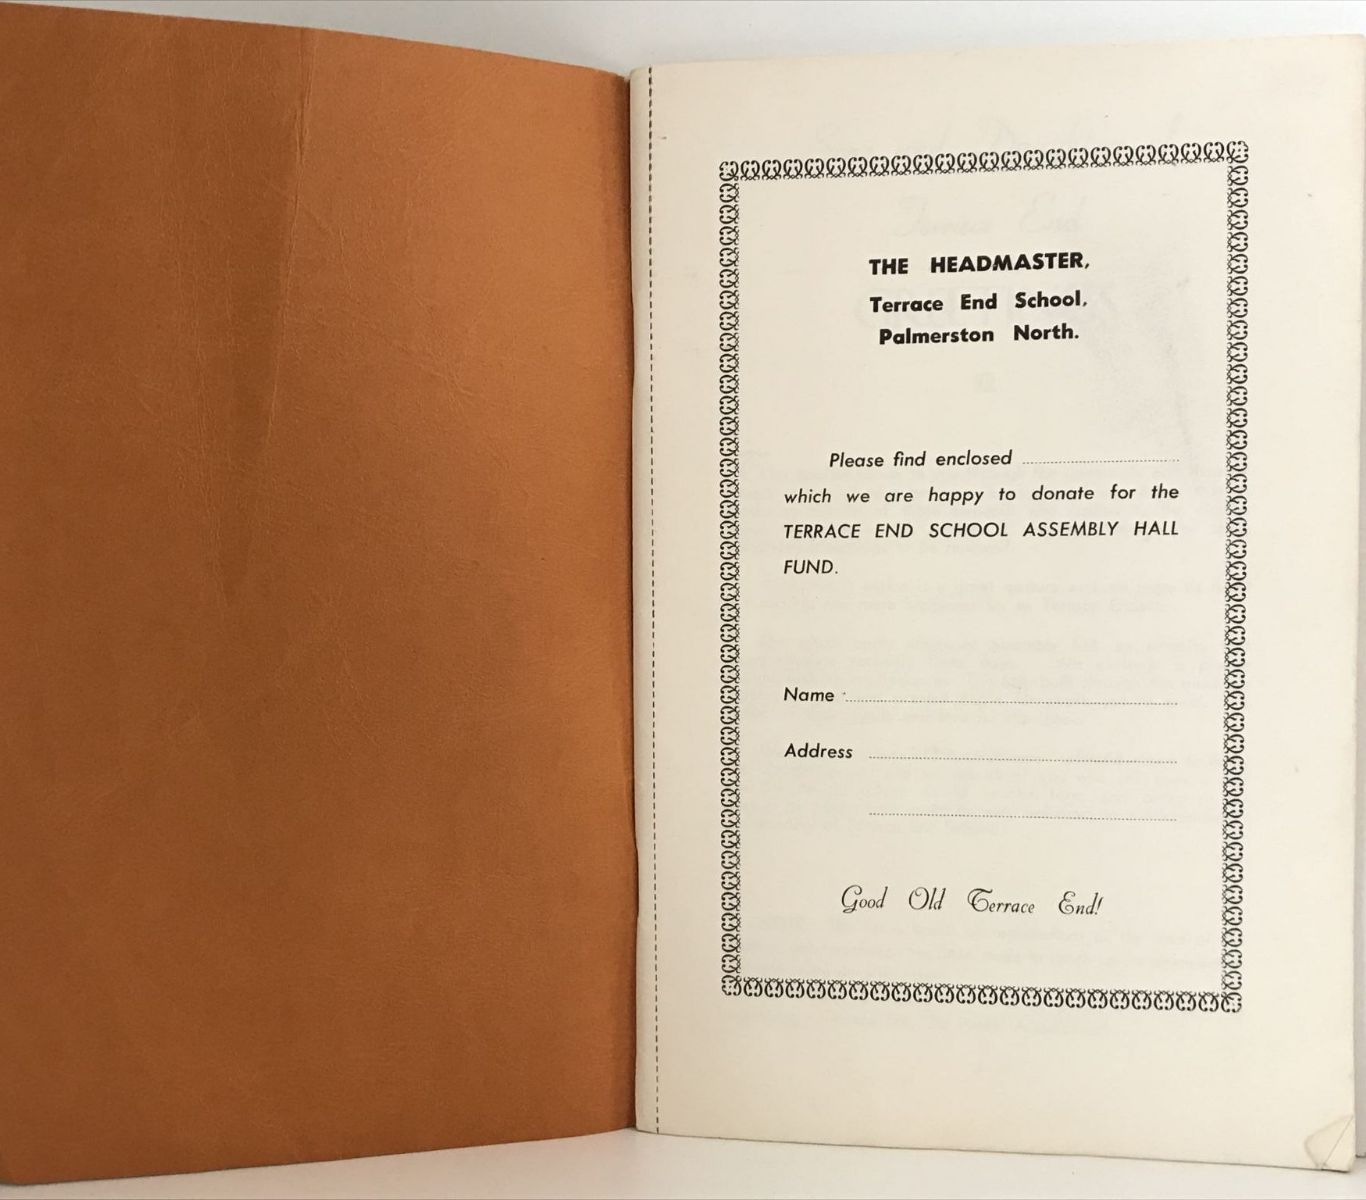 THE HEADMASTER,
Terrace End School,
Palmerston North.
Please find enclosed
which we are happy to donate for the
TERRACE END SCHOOL ASSEMBLY HALL
FUND.
Name
Address
Good Old Terrace End!